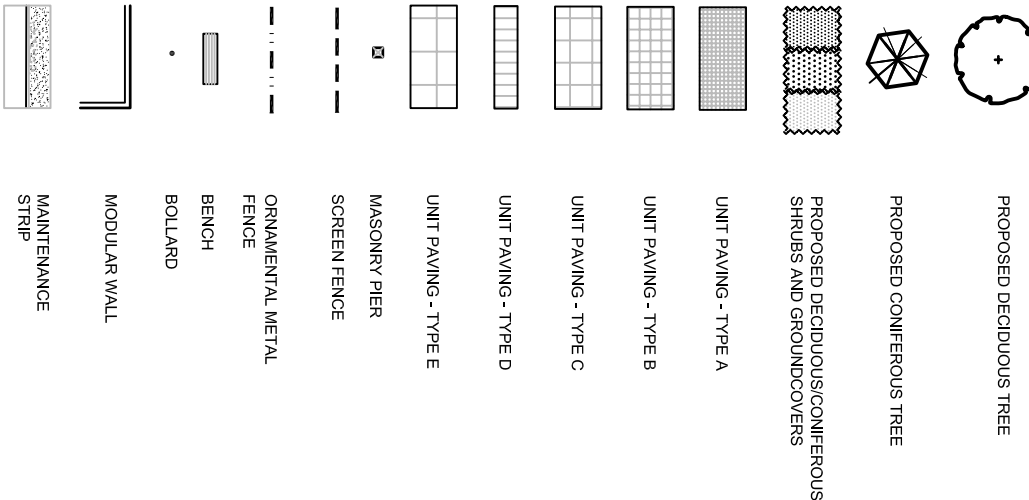 PROPOSED DECIDUOUS TREE
PROPOSED CONIFEROUS TREE
PROPOSED DECIDUOUS/CONIFEROUS
SHRUBS AND GROUNDCOVERS
UNIT PAVING - TYPE A
UNIT PAVING - TYPE B
UNIT PAVING - TYPE C
UNIT PAVING - TYPE D
UNIT PAVING - TYPE E
MASONRY PIER
SCREEN FENCE
ORNAMENTAL METAL
FENCE
BENCH
BOLLARD
MODULAR WALL
MAINTENANCE
STRIP